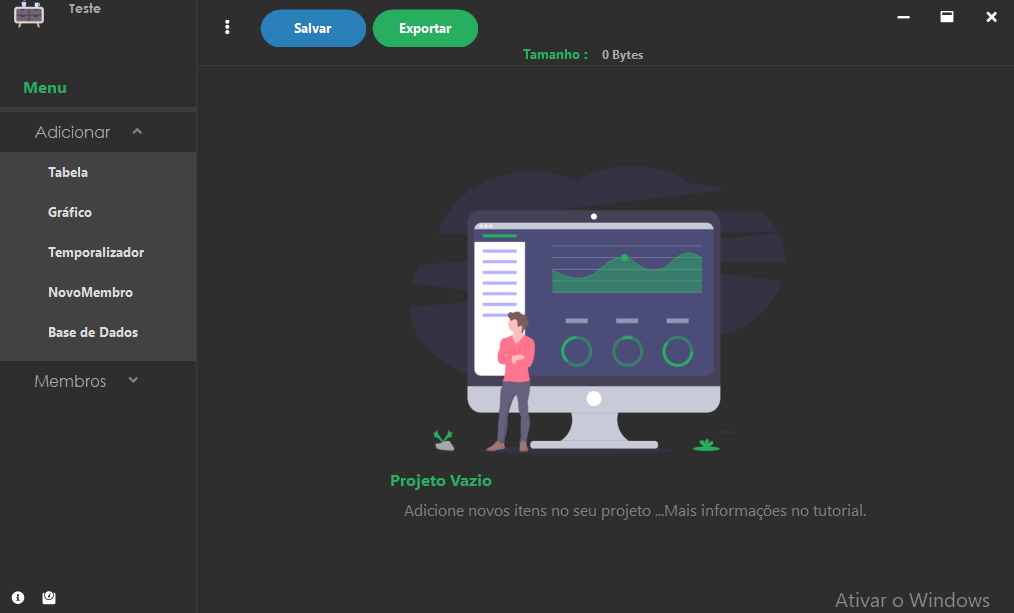 Teste
Salvar
Exportar
Tamanho : 0 Bytes
Menu
Adicionar
Tabela
Gráfico
Temporalizador
NovoMembro
Base de Dados
Membros
Projeto Vazio
Adicione novos itens no seu projeto ...Mais informações no tutorial.
Ativar o Windows